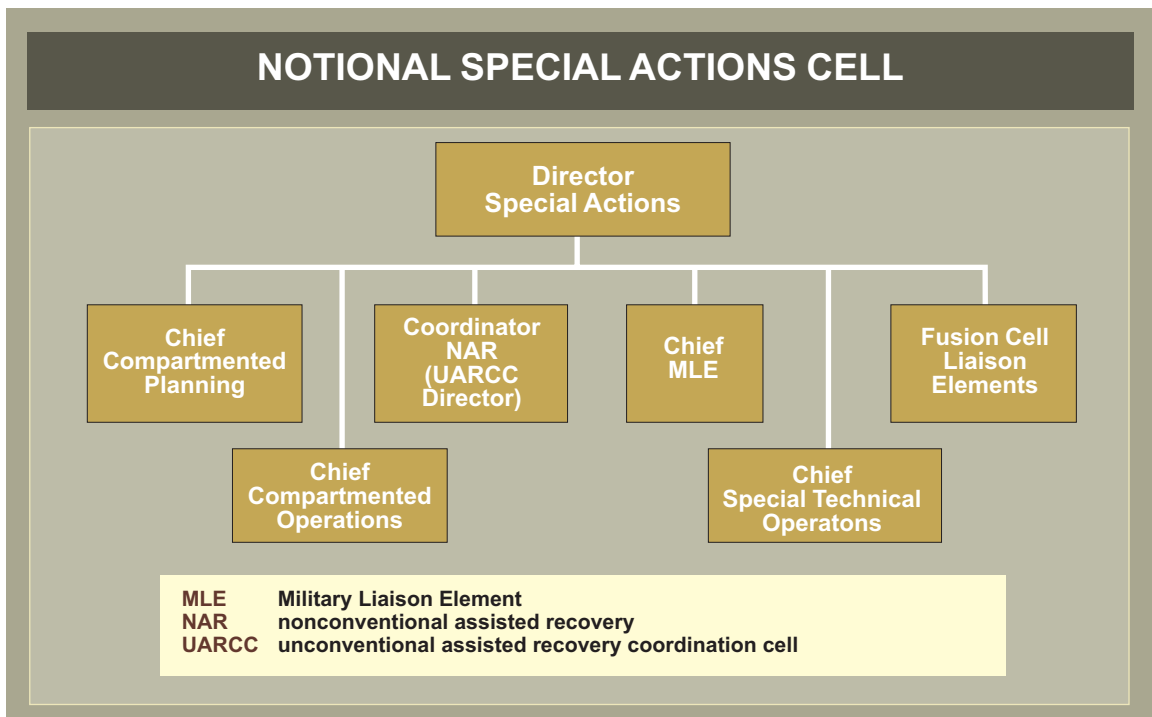 NOTIONAL SPECIAL ACTIONS CELL
Director
Special Actions
Chief
Compartmented
Planning
Coordinator
NAR
(UARCC
Director)
Chief
MLE
Fusion Cell
Liaison
Elements
Chief
Compartmented
Operations
Chief
Special Technical
Operatons
MLE Military Liaison Element
NAR nonconventional assisted recovery
UARCC unconventional assisted recovery coordination cell